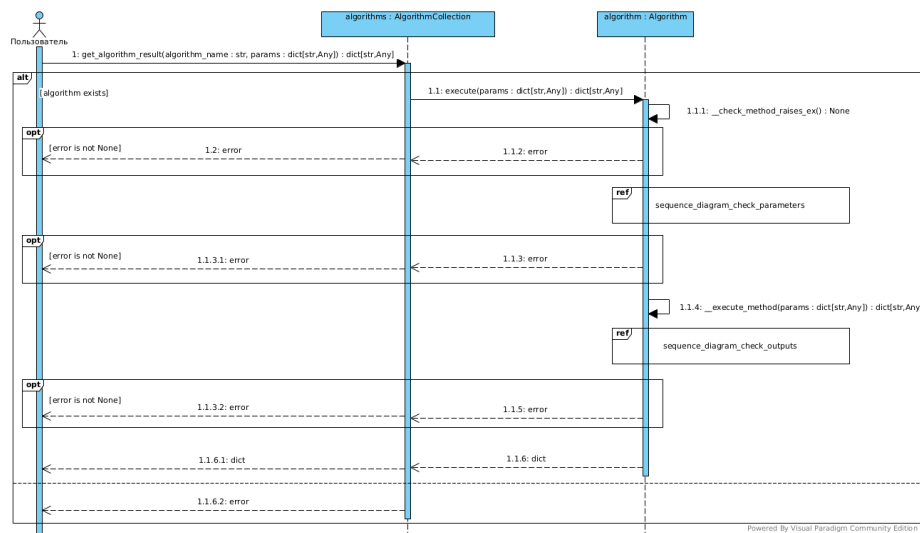 algorithms : AlgorithmCollection
algorithm : Algorithm
Пользователь
1: get_algorithm_result(algorithm_name : str, params : dict[str,Any]) : dict[str,Any]
alt
[algorithm exists]
1.1: execute(params : dict[str,Any]) : dict[str,Any]
1.1.1: __check_method_raises_ex() : None
opt
[error is not None]
1.2: error
1.1.2: error
ref
sequence_diagram_check_parameters
opt
[error is not None]
1.1.3.1: error
1.1.3: error
1.1.4: __execute_method(params : dict[str,Any]) : dict[str,Any
ref
sequence_diagram_check_outputs
opt
[error is not None]
1.1.3.2: error
1.1.5: error
1.1.6.1: dict
1.1.6: dict
1.1.6.2: error
Powered By Visual Paradigm Community Edition